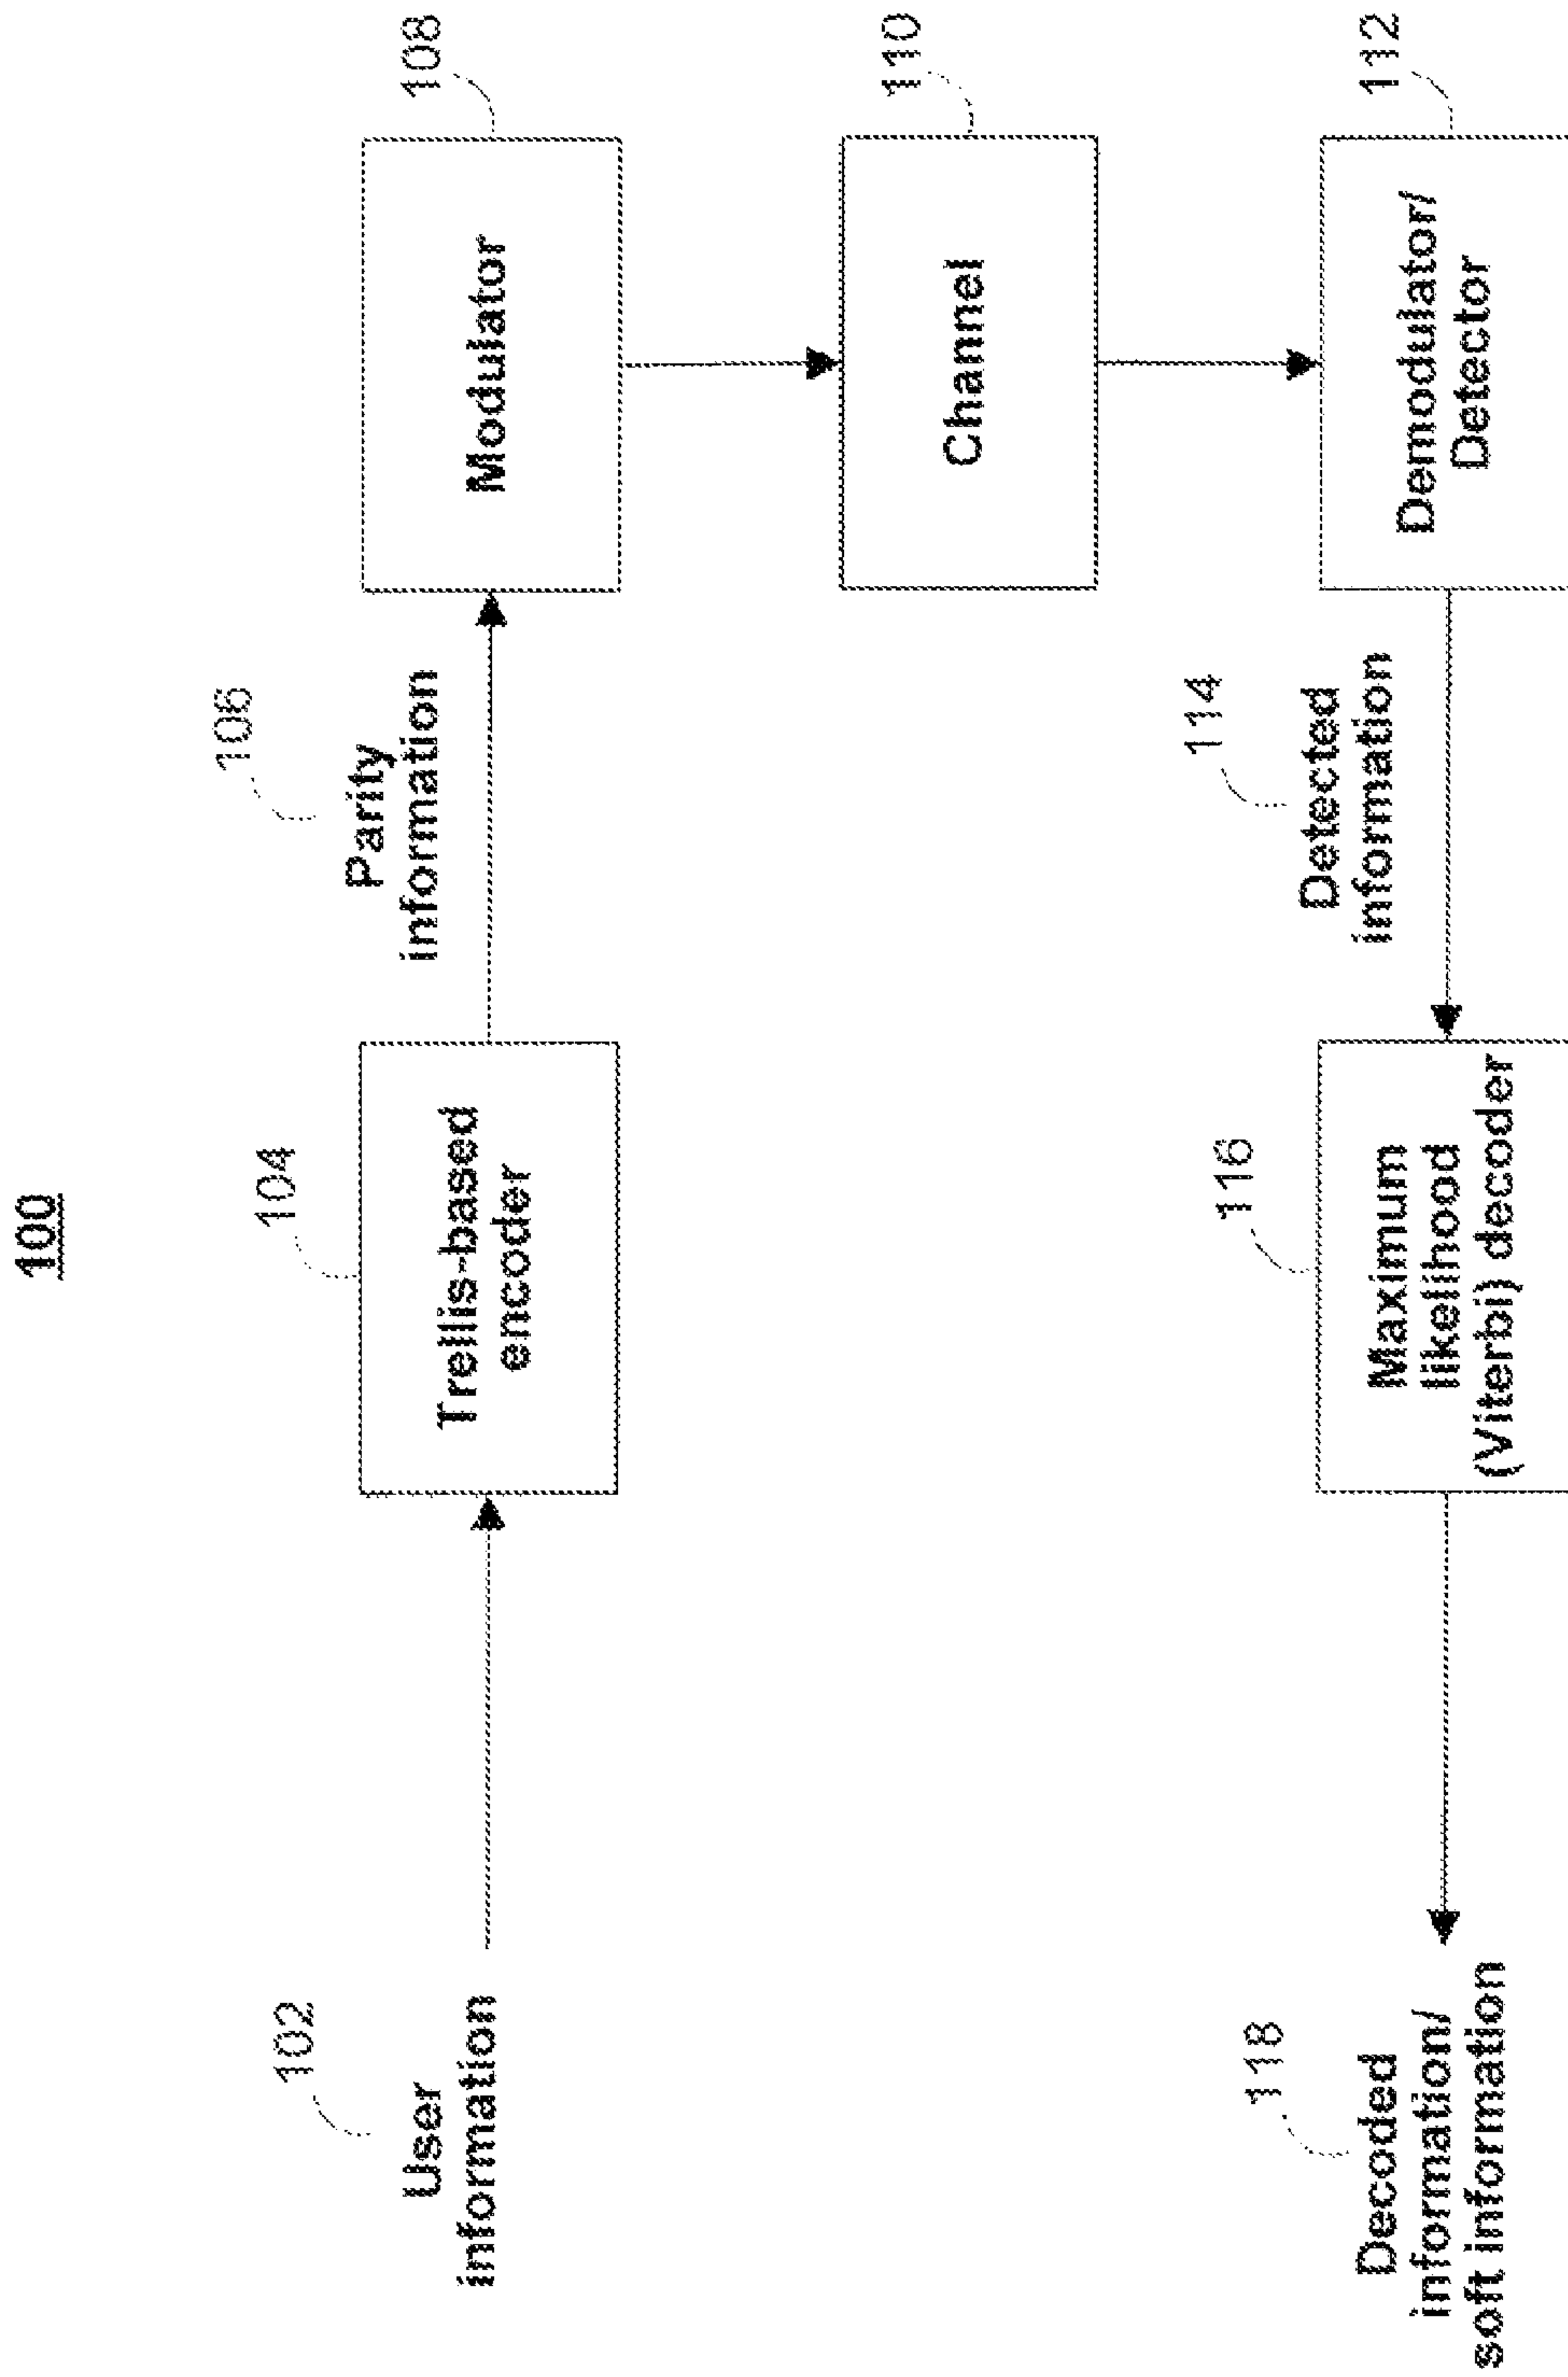 100
102
User
information
104
Trellis-based
encoder
106
Parity
information
108
Modulator
110
Channel
112
Demodulator/
Detector
114
Detected
information
116
Maximum
likelihood
(Viterbi) decoder
118
Decoded
information/
soft information